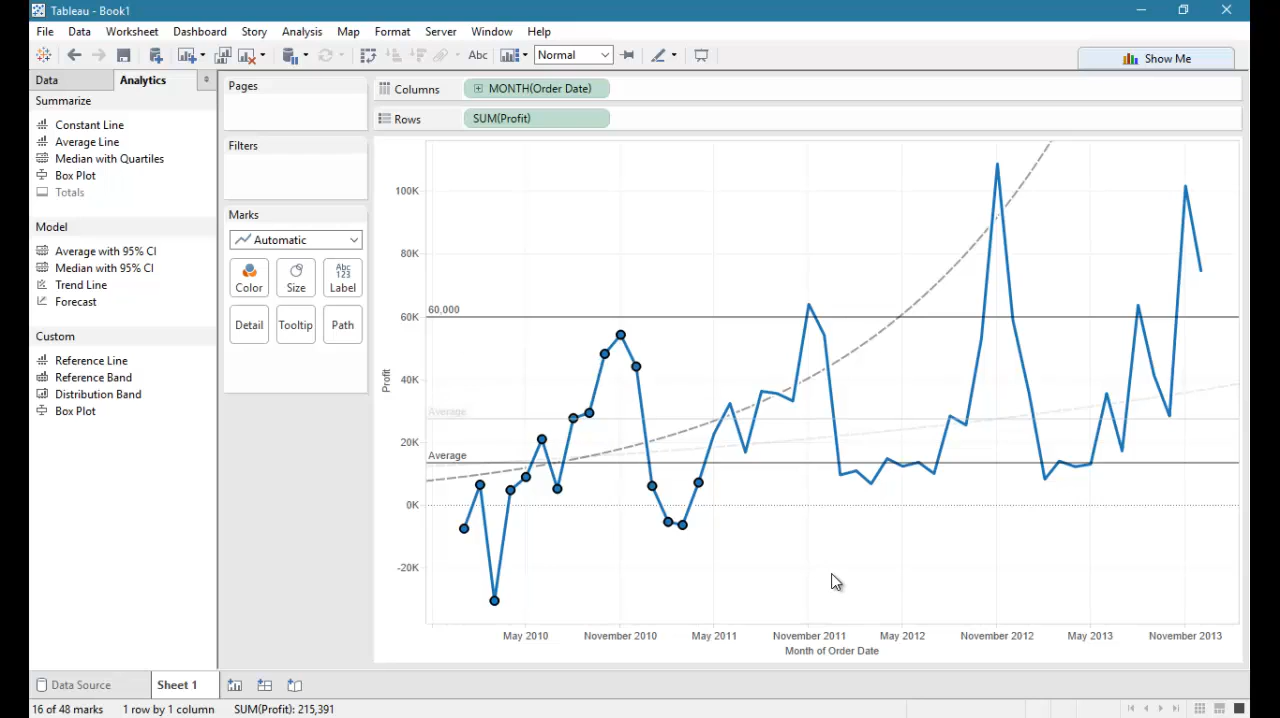 Tableau - Book1
File Data Worksheet Dashboard Story Analysis Map Format Server Window Help
Abc Normal Show Me
Data Analytics
Summarize
Constant Line
Average Line
Median with Quartiles
Box Plot
Totals
Model
Average with 95% CI
Median with 95% CI
Trend Line
Forecast
Custom
Reference Line
Reference Band
Distribution Band
Box Plot
Pages
Filters
Marks
Automatic
Color Size Abc 123 Label
Detail Tooltip Path
Columns MONTH(Order Date)
Rows SUM(Profit)
100K
80K
60,000
60K
40K
Profit
Average
20K
Average
0K
-20K
May 2010 November 2010 May 2011 November 2011 May 2012 November 2012 May 2013 November 2013
Month of Order Date
Data Source Sheet 1
16 of 48 marks 1 row by 1 column SUM(Profit): 215,391